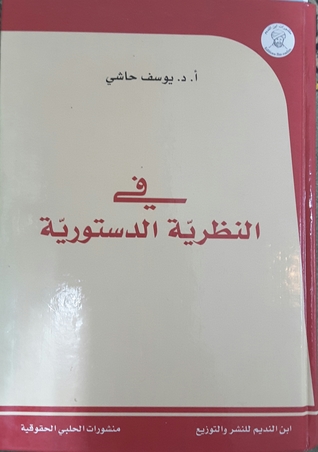 أ. د. يوسف حاشي
في
النظريّة الدستوريّة
ابن النديم للنشر والتوزيع
منشورات الحلبي الحقوقية